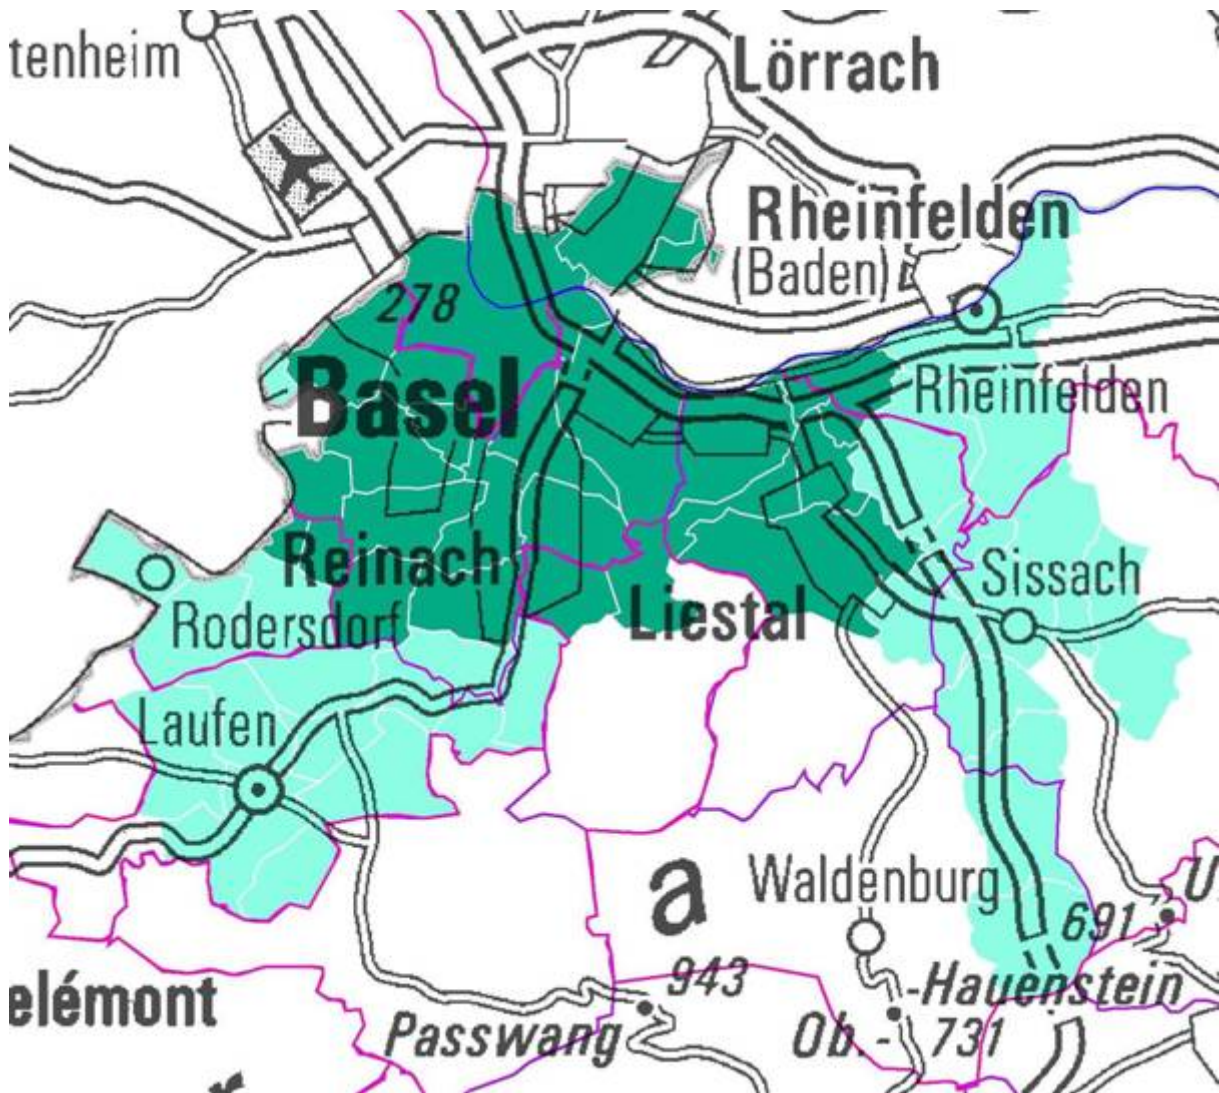 tenheim
Lörrach
Rheinfelden
(Baden)
278
Basel
Rheinfelden
Reinach
Sissach
Rodersdorf
Liestal
Laufen
a
Waldenburg
691
U.
943
-Hauenstein
elémont
Passwang
Ob.- 731